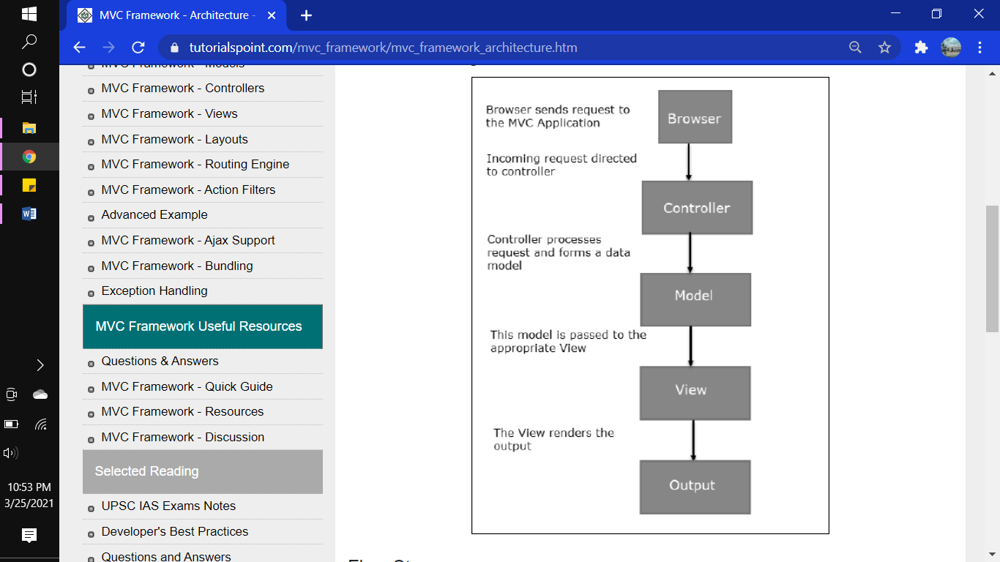 MVC Framework - Architecture -
tutorialspoint.com/mvc_framework/mvc_framework_architecture.htm
MVC Framework - Models
MVC Framework - Controllers
MVC Framework - Views
MVC Framework - Layouts
MVC Framework - Routing Engine
MVC Framework - Action Filters
Advanced Example
MVC Framework - Ajax Support
MVC Framework - Bundling
Exception Handling
MVC Framework Useful Resources
Questions & Answers
MVC Framework - Quick Guide
MVC Framework - Resources
MVC Framework - Discussion
Selected Reading
UPSC IAS Exams Notes
Developer's Best Practices
Questions and Answers
Browser sends request to
the MVC Application
Browser
Incoming request directed
to controller
Controller
Controller processes
request and forms a data
model
Model
This model is passed to the
appropriate View
View
The View renders the
output
Output
10:53 PM
3/25/2021